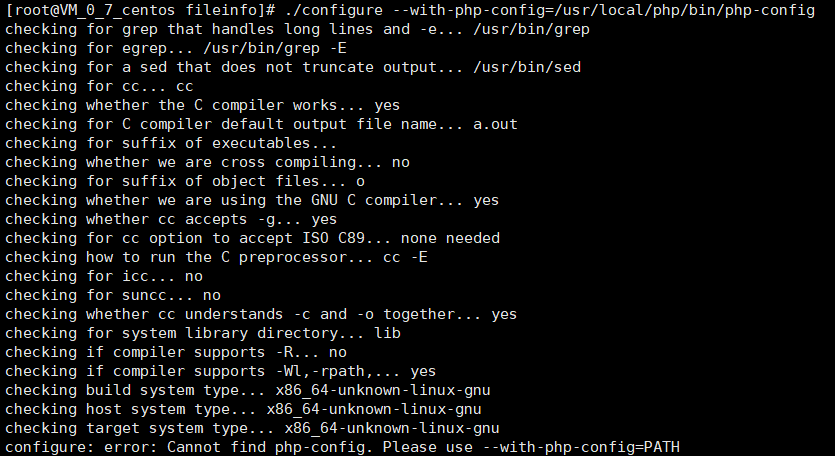 [root@VM_0_7_centos fileinfo]# ./configure --with-php-config=/usr/local/php/bin/php-config
checking for grep that handles long lines and -e... /usr/bin/grep
checking for egrep... /usr/bin/grep -E
checking for a sed that does not truncate output... /usr/bin/sed
checking for cc... cc
checking whether the C compiler works... yes
checking for C compiler default output file name... a.out
checking for suffix of executables...
checking whether we are cross compiling... no
checking for suffix of object files... o
checking whether we are using the GNU C compiler... yes
checking whether cc accepts -g... yes
checking for cc option to accept ISO C89... none needed
checking how to run the C preprocessor... cc -E
checking for icc... no
checking for suncc... no
checking whether cc understands -c and -o together... yes
checking for system library directory... lib
checking if compiler supports -R... no
checking if compiler supports -Wl,-rpath,... yes
checking build system type... x86_64-unknown-linux-gnu
checking host system type... x86_64-unknown-linux-gnu
checking target system type... x86_64-unknown-linux-gnu
configure: error: Cannot find php-config. Please use --with-php-config=PATH